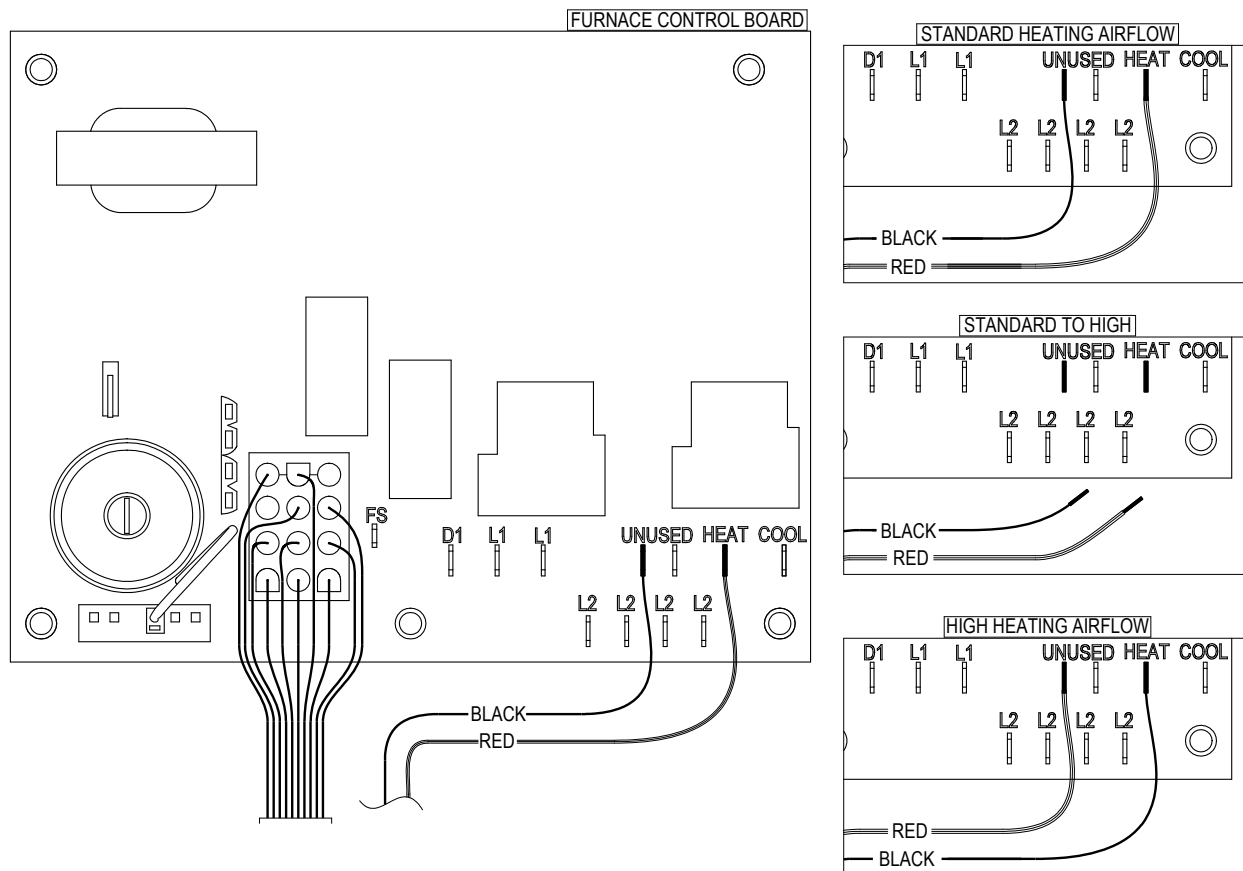 FURNACE CONTROL BOARD
FS
D1 L1 L1 UNUSED HEAT COOL
L2 L2 L2 L2
BLACK
RED
STANDARD HEATING AIRFLOW
D1 L1 L1 UNUSED HEAT COOL
L2 L2 L2 L2
BLACK
RED
STANDARD TO HIGH
D1 L1 L1 UNUSED HEAT COOL
L2 L2 L2 L2
BLACK
RED
HIGH HEATING AIRFLOW
D1 L1 L1 UNUSED HEAT COOL
L2 L2 L2 L2
RED
BLACK